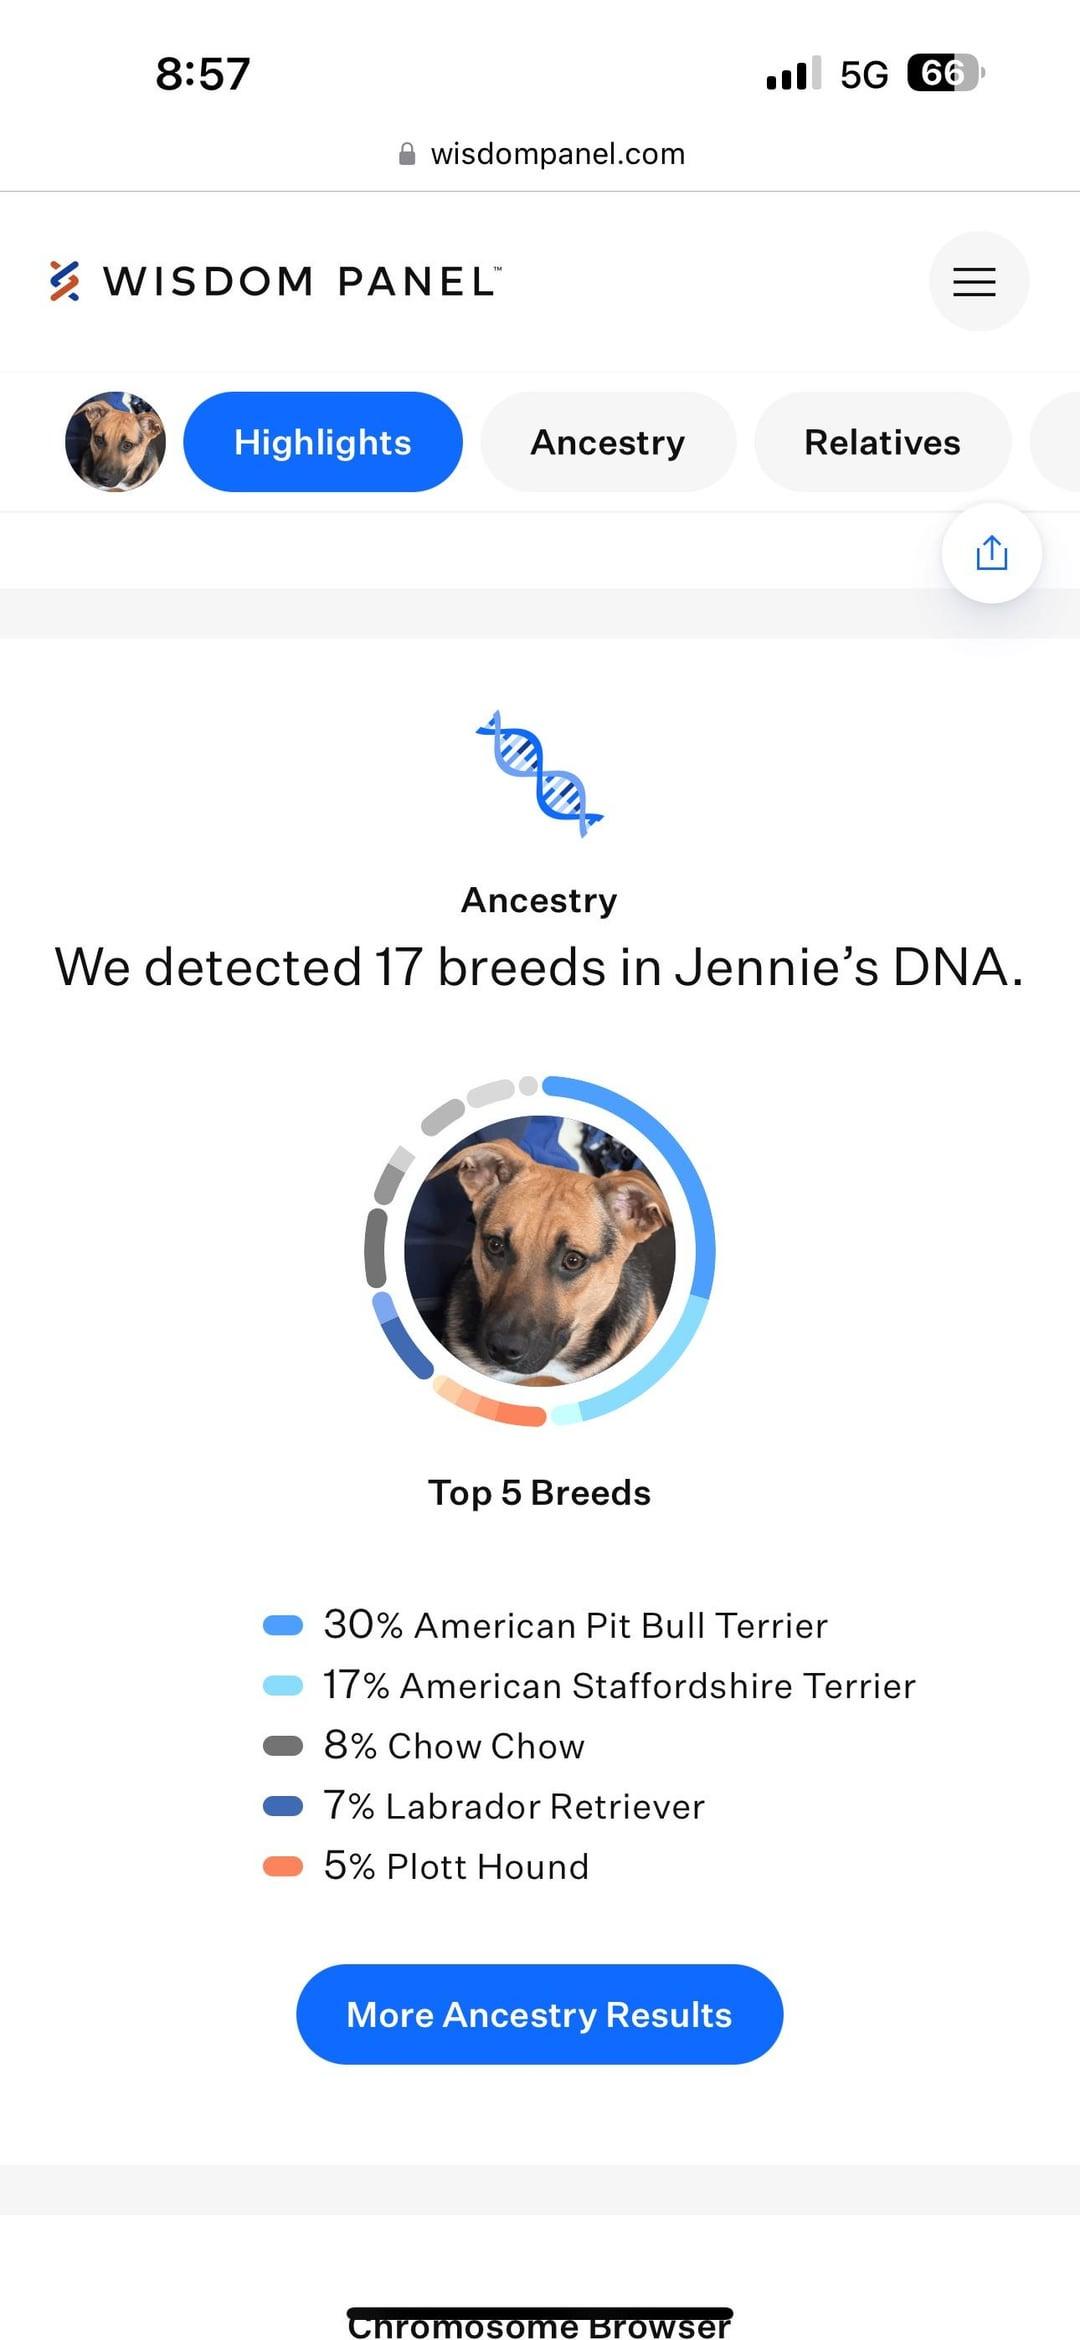 8:57
5G 66
wisdompanel.com
WISDOM PANEL™
Highlights Ancestry Relatives
Ancestry
We detected 17 breeds in Jennie’s DNA.
Top 5 Breeds
30% American Pit Bull Terrier
17% American Staffordshire Terrier
8% Chow Chow
7% Labrador Retriever
5% Plott Hound
More Ancestry Results
Chromosome Browser